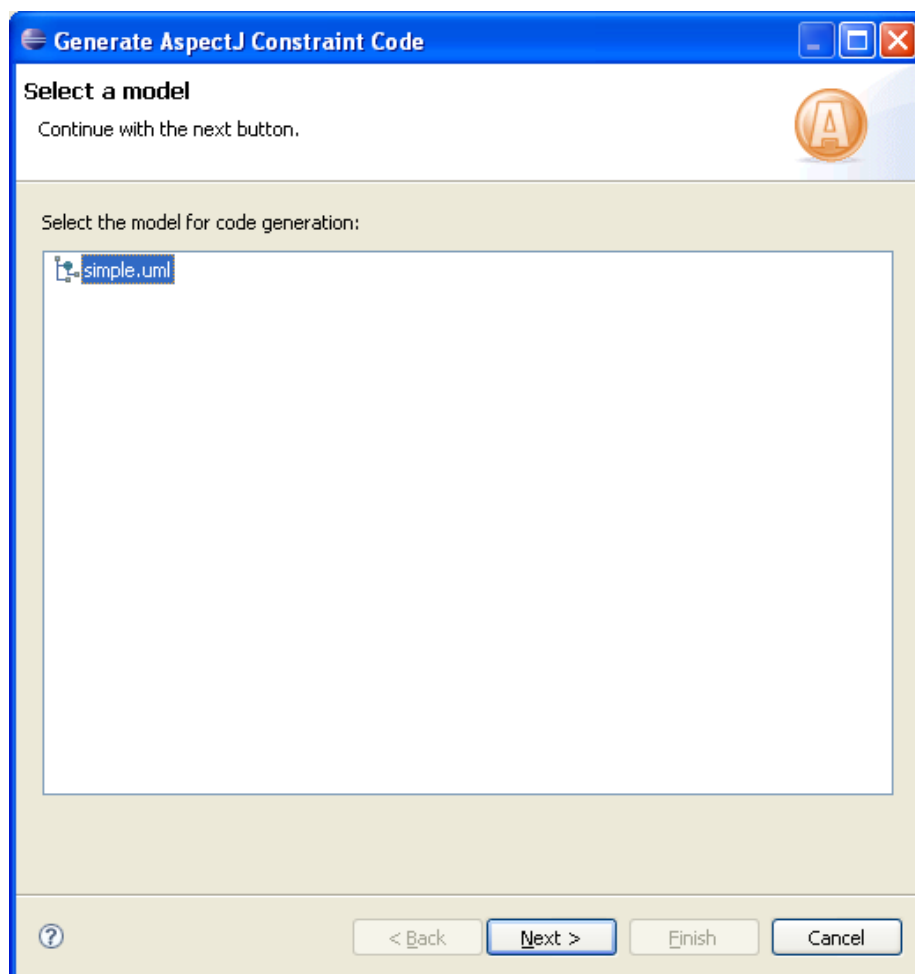 Generate AspectJ Constraint Code
Select a model
Continue with the next button.
A
Select the model for code generation:
simple.uml
? < Back Next > Finish Cancel